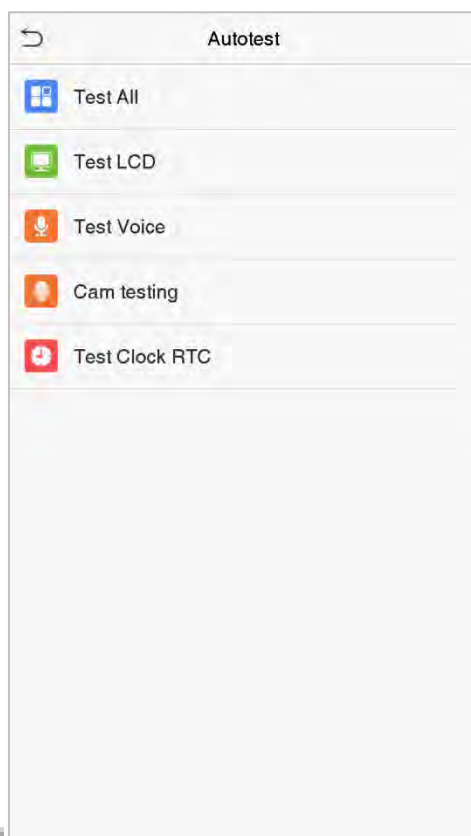 Autotest
Test All
Test LCD
Test Voice
Cam testing
Test Clock RTC